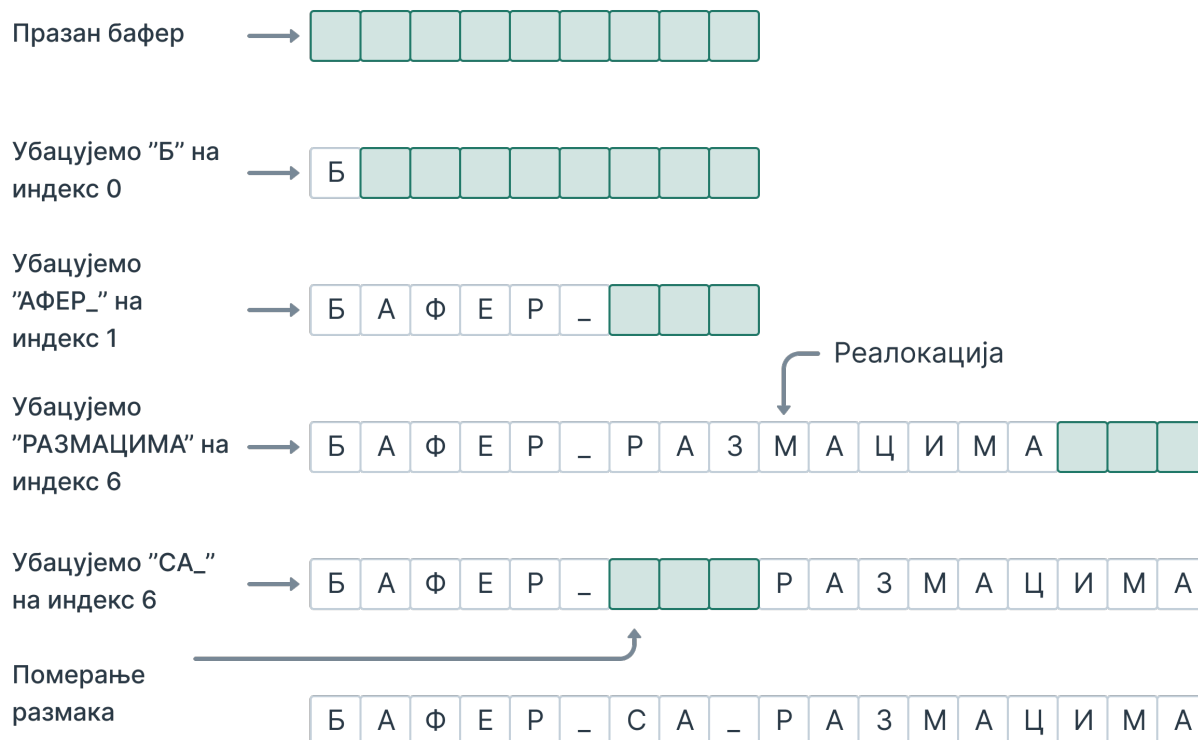 Празан бафер
Убацујемо ”Б” на
индекс 0
Б
Убацујемо
”АФЕР_” на
индекс 1
Б А Ф Е Р _
Реалокација
Убацујемо
”РАЗМАЦИМА” на
индекс 6
Б А Ф Е Р _ Р А З М А Ц И М А
Убацујемо ”СА_”
на индекс 6
Б А Ф Е Р _ Р А З М А Ц И М А
Померање
размака
Б А Ф Е Р _ С А _ Р А З М А Ц И М А